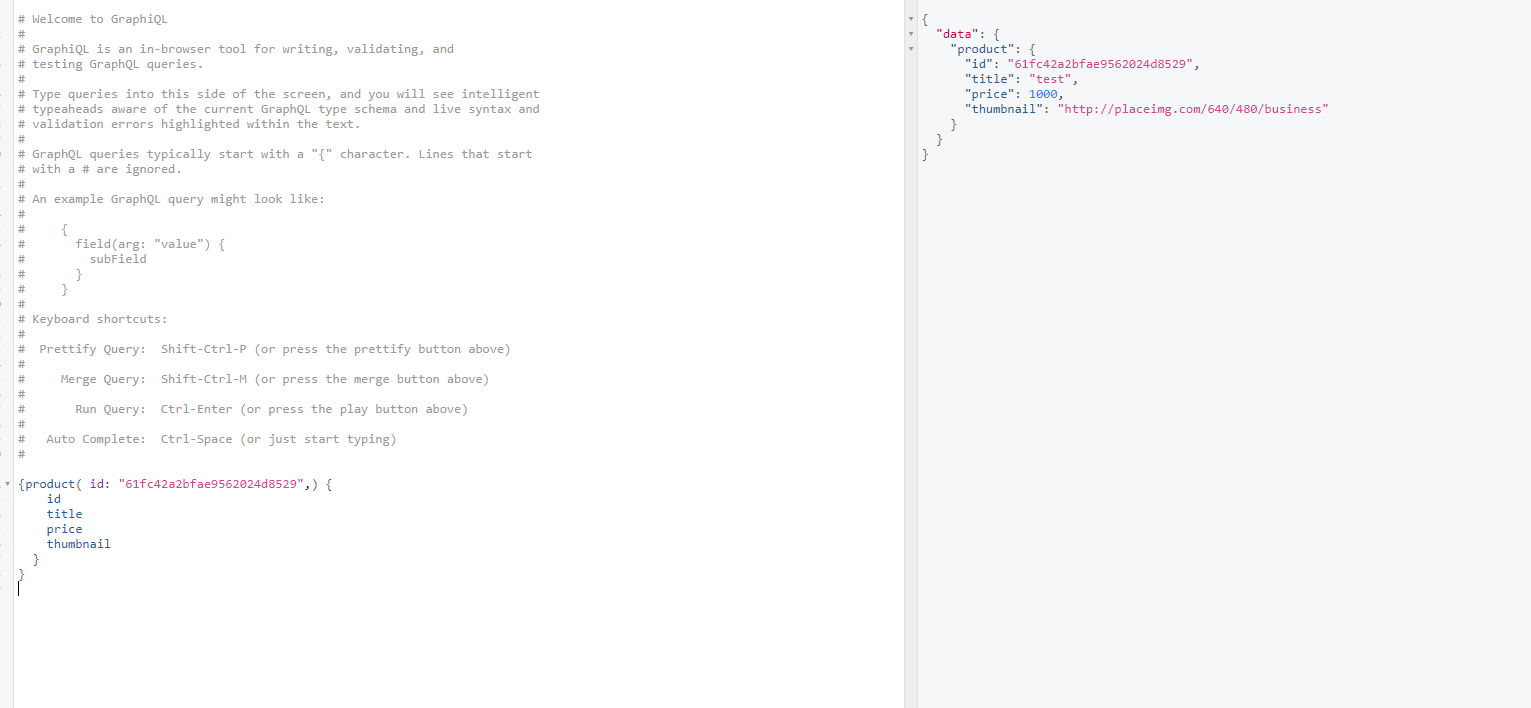 # Welcome to GraphiQL
#
# GraphiQL is an in-browser tool for writing, validating, and
# testing GraphQL queries.
#
# Type queries into this side of the screen, and you will see intelligent
# typeaheads aware of the current GraphQL type schema and live syntax and
# validation errors highlighted within the text.
#
# GraphQL queries typically start with a "{" character. Lines that start
# with a # are ignored.
#
# An example GraphQL query might look like:
#
#     {
#       field(arg: "value") {
#         subField
#       }
#     }
#
# Keyboard shortcuts:
#
#  Prettify Query:  Shift-Ctrl-P (or press the prettify button above)
#
#     Merge Query:  Shift-Ctrl-M (or press the merge button above)
#
#       Run Query:  Ctrl-Enter (or press the play button above)
#
#   Auto Complete:  Ctrl-Space (or just start typing)
#
{product( id: "61fc42a2bfae9562024d8529",) {
    id
    title
    price
    thumbnail
  }
}
{
  "data": {
    "product": {
      "id": "61fc42a2bfae9562024d8529",
      "title": "test",
      "price": 1000,
      "thumbnail": "http://placeimg.com/640/480/business"
    }
  }
}